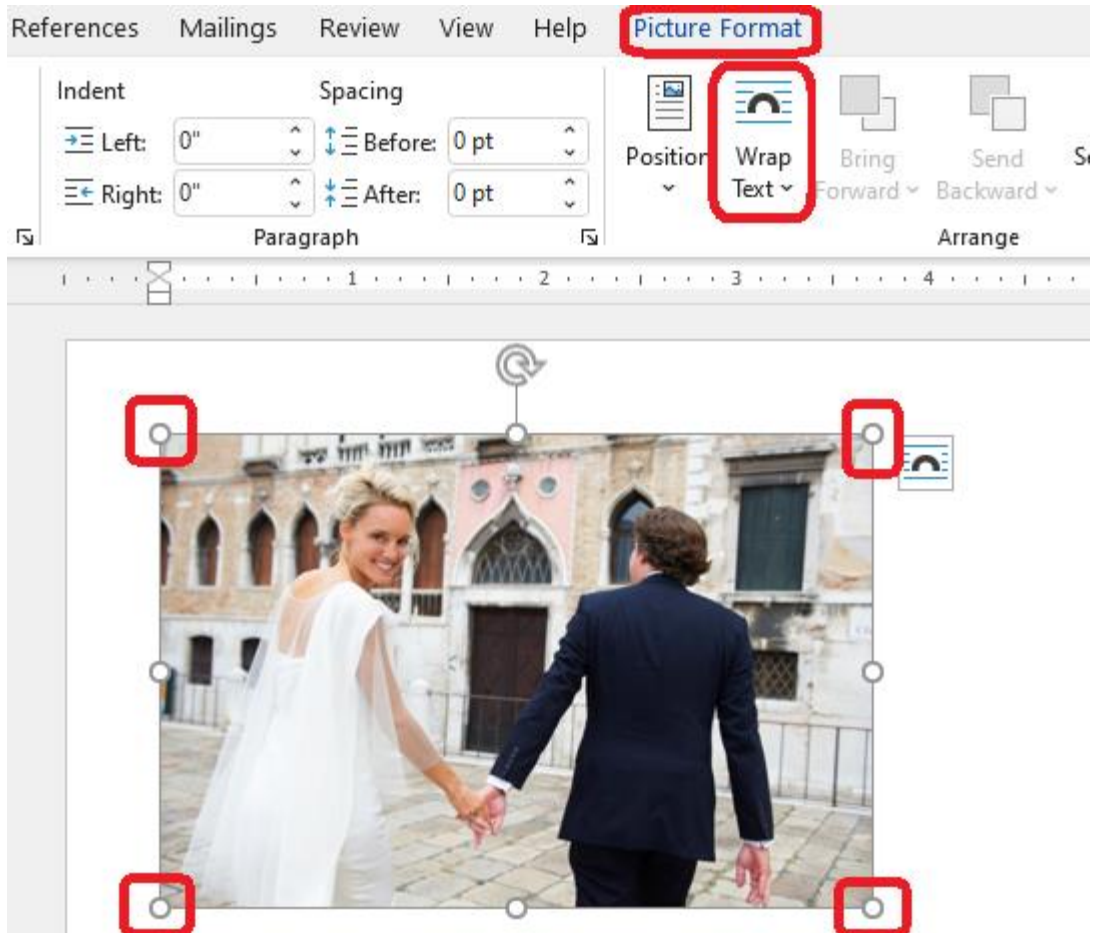 References Mailings Review View Help Picture Format
Indent Spacing
Left: 0" Before: 0 pt
Right: 0" After: 0 pt
Position Wrap Text Bring Forward Send Backward
Paragraph Arrange
1 2 3 4